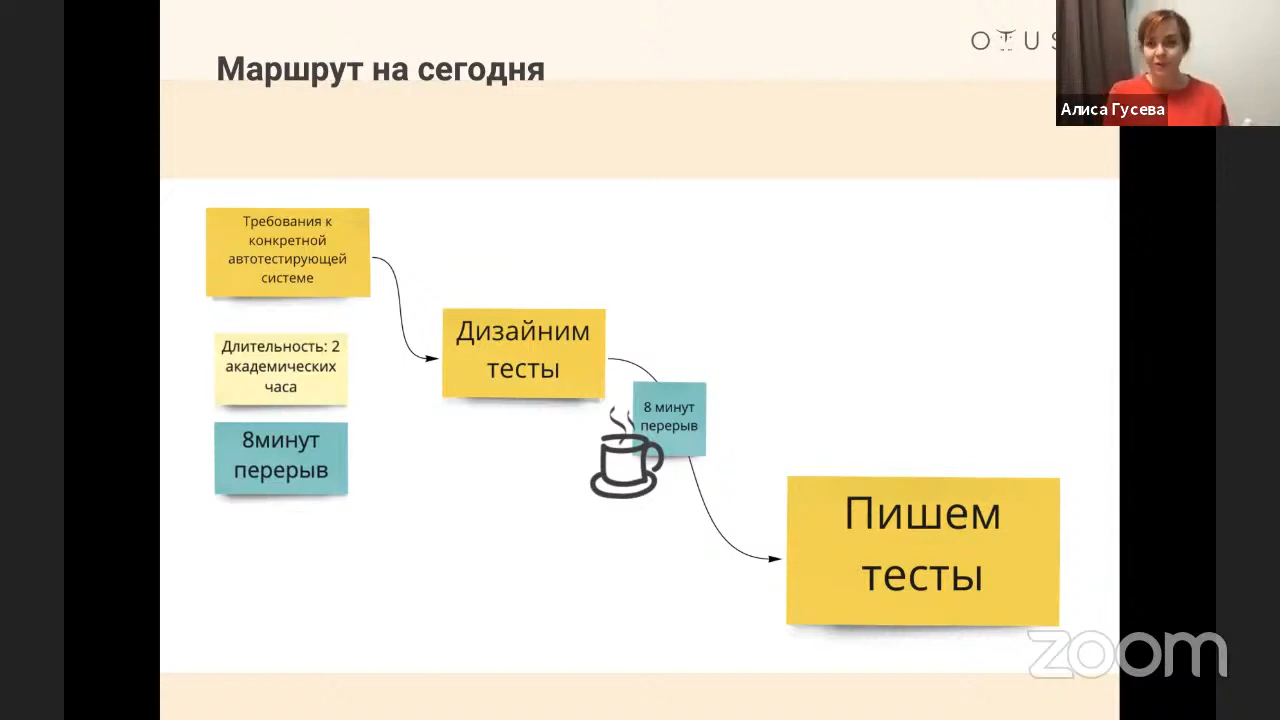 Маршрут на сегодня
OTUS
Алиса Гусева
Требования к
конкретной
автотестирующей
системе
Длительность: 2
академических
часа
8минут
перерыв
Дизайним
тесты
8 минут
перерыв
Пишем
тесты
zoom